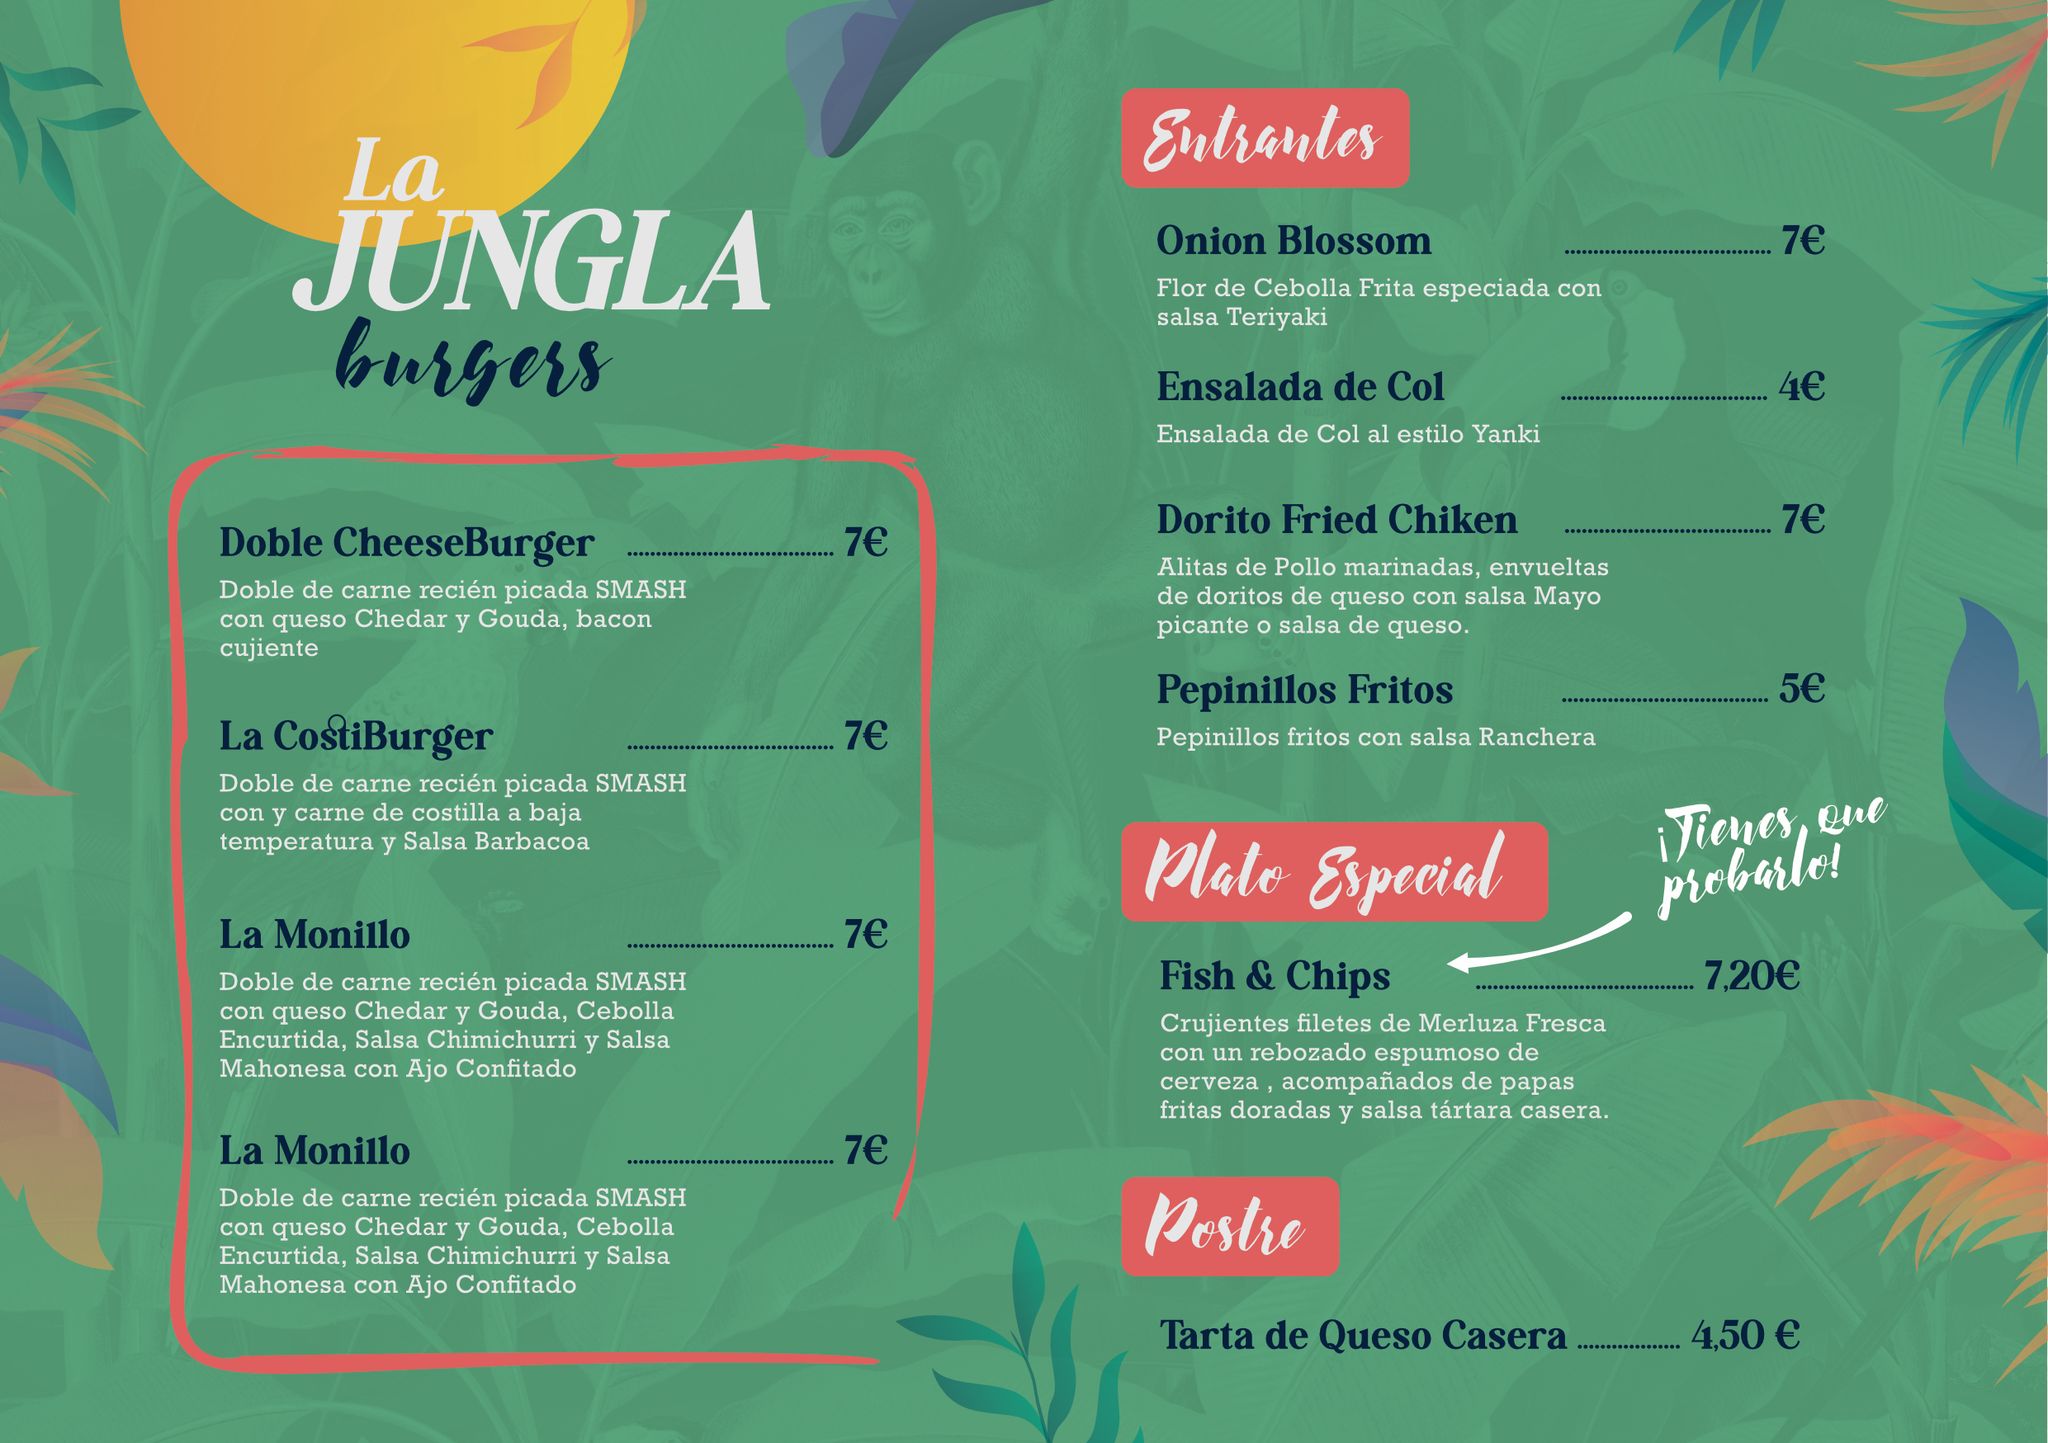 La
JUNGLA
burgers
Doble CheeseBurger ........ 7€
Doble de carne recién picada SMASH
con queso Chedar y Gouda, bacon
cujiente
La CostiBurger ........ 7€
Doble de carne recién picada SMASH
con y carne de costilla a baja
temperatura y Salsa Barbacoa
La Monillo ........ 7€
Doble de carne recién picada SMASH
con queso Chedar y Gouda, Cebolla
Encurtida, Salsa Chimichurri y Salsa
Mahonesa con Ajo Confitado
La Monillo ........ 7€
Doble de carne recién picada SMASH
con queso Chedar y Gouda, Cebolla
Encurtida, Salsa Chimichurri y Salsa
Mahonesa con Ajo Confitado
Entrantes
Onion Blossom ........ 7€
Flor de Cebolla Frita especiada con
salsa Teriyaki
Ensalada de Col ........ 4€
Ensalada de Col al estilo Yanki
Dorito Fried Chiken ........ 7€
Alitas de Pollo marinadas, envueltas
de doritos de queso con salsa Mayo
picante o salsa de queso.
Pepinillos Fritos ........ 5€
Pepinillos fritos con salsa Ranchera
Plato Especial
¡Tienes que
probarlo!
Fish & Chips ........ 7,20€
Crujientes filetes de Merluza Fresca
con un rebozado espumoso de
cerveza , acompañados de papas
fritas doradas y salsa tártara casera.
Postre
Tarta de Queso Casera ........ 4,50 €